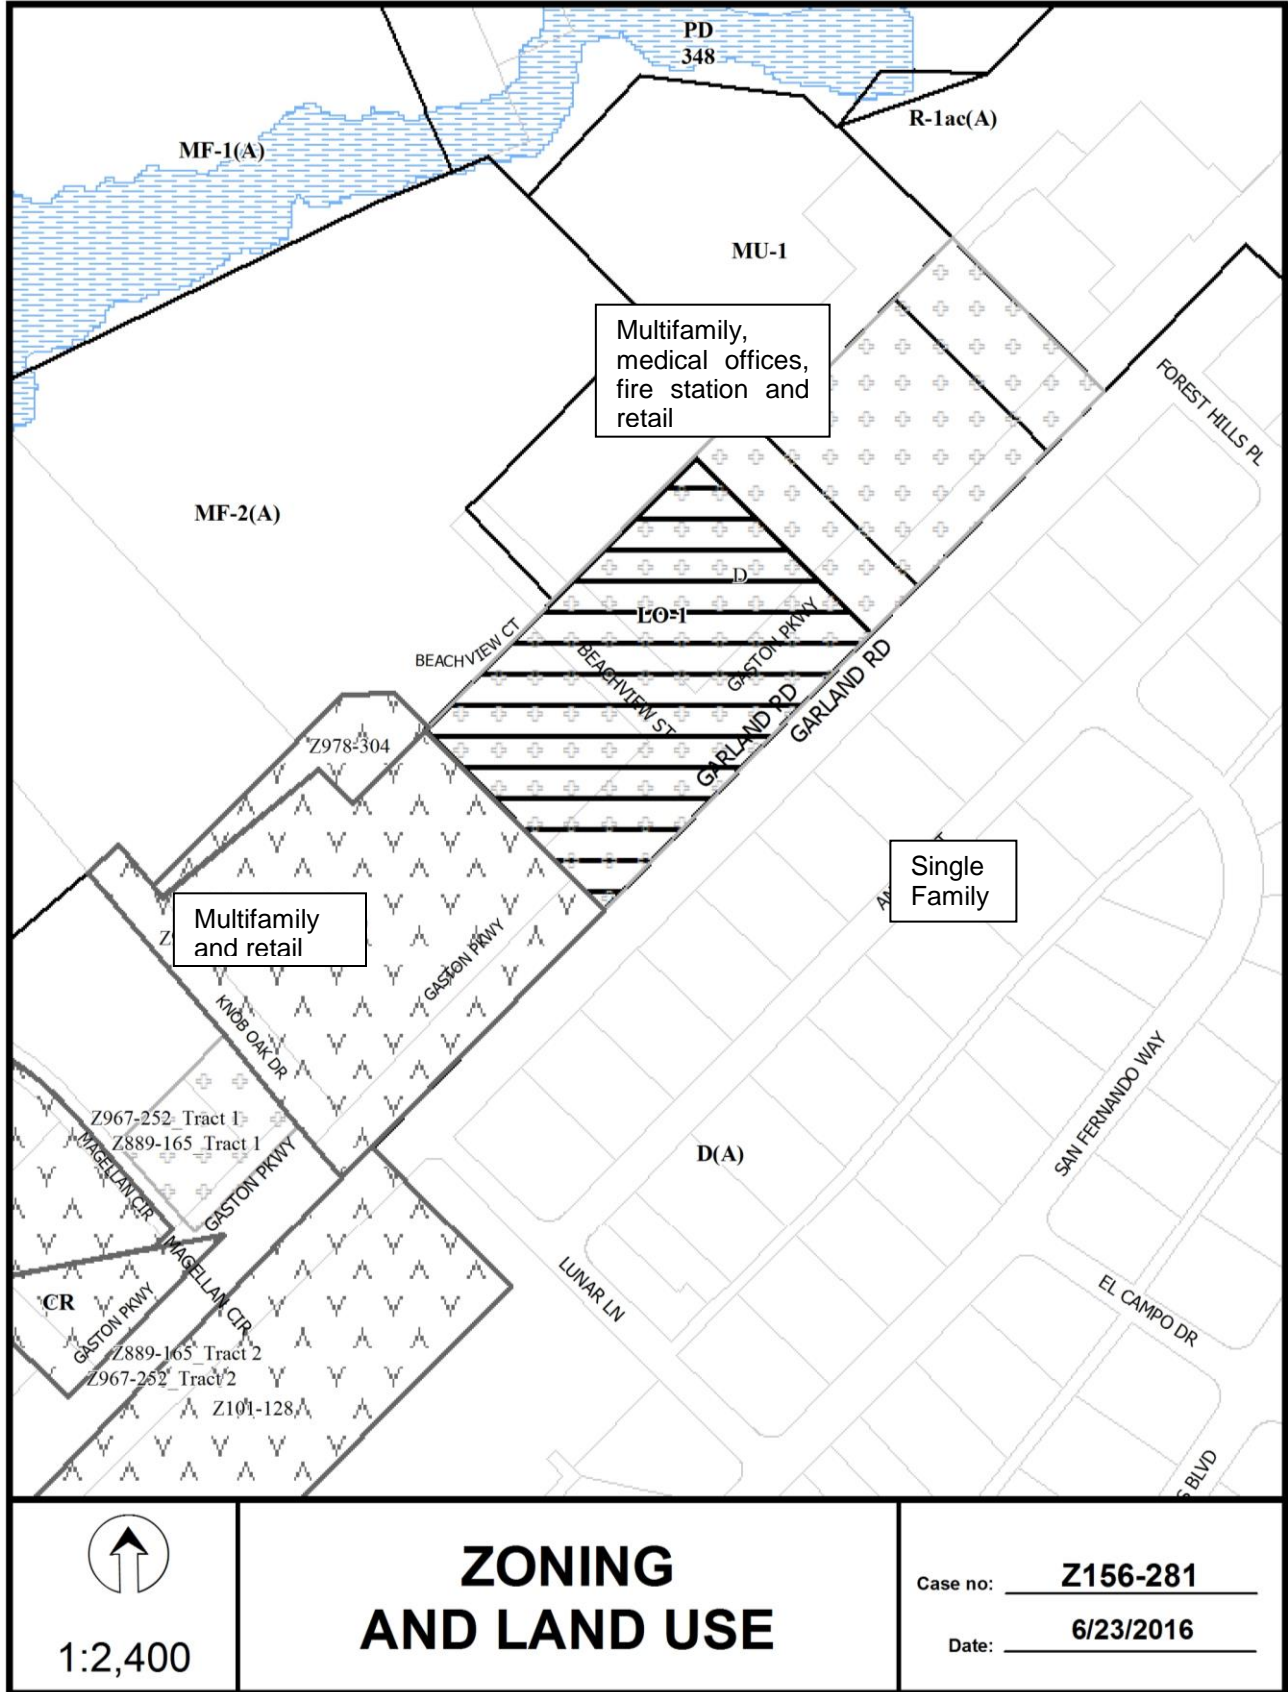 PD
348
R-1ac(A)
MF-1(A)
MU-1
Multifamily,
medical offices,
fire station and
retail
FOREST HILLS PL
MF-2(A)
D
LO-1
BEACHVIEW CT
BEACHVIEW ST
GASTON PKWY
GARLAND RD
GARLAND RD
Z978-304
Single
Family
Multifamily
and retail
GASTON PKWY
KNOB OAK DR
SAN FERNANDO WAY
Z967-252_Tract 1
Z889-165_Tract 1
MAGELLAN CIR
GASTON PKWY
D(A)
MAGELLAN CIR
LUNAR LN
EL CAMPO DR
CR
GASTON PKWY
Z889-165_Tract 2
Z967-252_Tract 2
Z101-128
BLVD
1:2,400
ZONING
AND LAND USE
Case no: Z156-281
Date: 6/23/2016